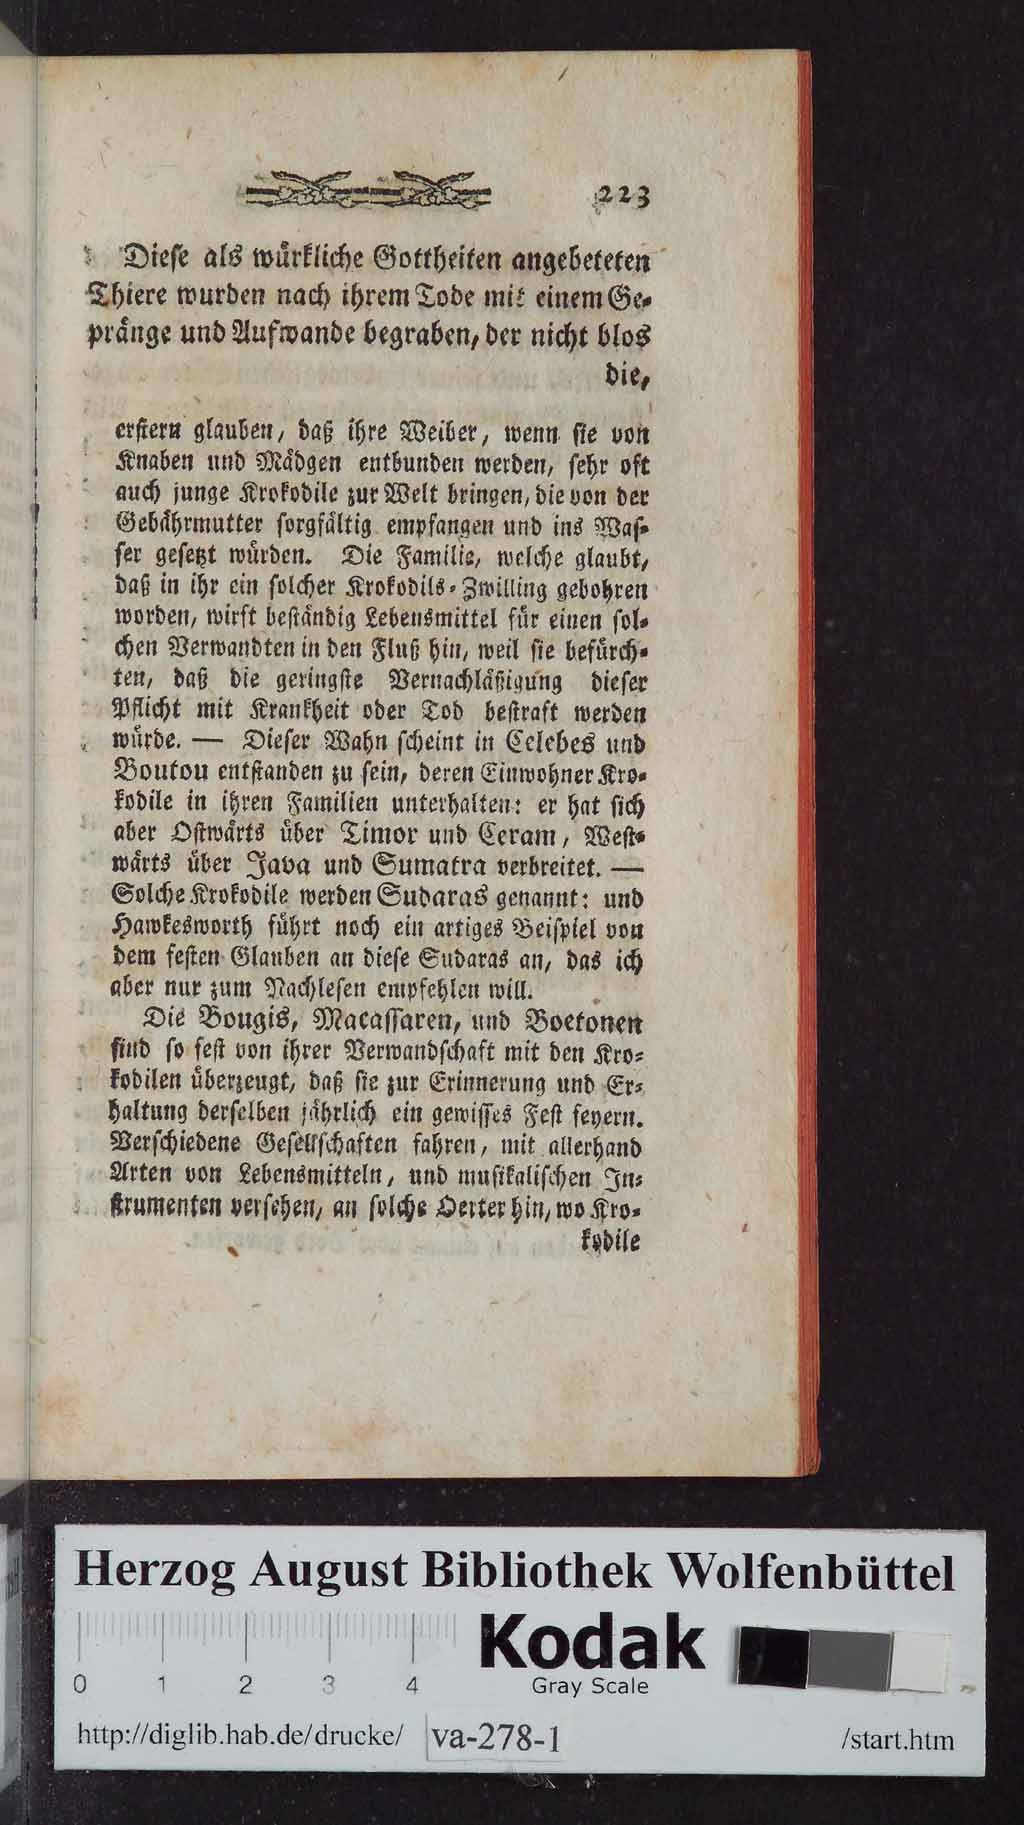 223
Diese als würkliche Gottheiten angebeteten
Thiere wurden nach ihrem Tode mit einem Ge-
pränge und Aufwande begraben, der nicht blos
die,
erstern glauben, daß ihre Weiber, wenn sie von
Knaben und Mädgen entbunden werden, sehr oft
auch junge Krokodile zur Welt bringen, die von der
Gebährmutter sorgfältig empfangen und ins Was-
ser gesetzt würden. Die Familie, welche glaubt,
daß in ihr ein solcher Krokodils-Zwilling gebohren
worden, wirft beständig Lebensmittel für einen sol-
chen Verwandten in den Fluß hin, weil sie befürch-
ten, daß die geringste Vernachläßigung dieser
Pflicht mit Krankheit oder Tod bestraft werden
würde. — Dieser Wahn scheint in Celebes und
Boutou entstanden zu sein, deren Einwohner Kro-
kodile in ihren Familien unterhalten: er hat sich
aber Ostwärts über Timor und Ceram, West-
wärts über Java und Sumatra verbreitet. —
Solche Krokodile werden Sudaras genannt: und
Hawkesworth führt noch ein artiges Beispiel von
dem festen Glauben an diese Sudaras an, das ich
aber nur zum Nachlesen empfehlen will.
Die Bougis, Macassaren, und Boetonen
sind so fest von ihrer Verwandschaft mit den Kro-
kodilen überzeugt, daß sie zur Erinnerung und Er-
haltung derselben jährlich ein gewisses Fest feyern.
Verschiedene Gesellschaften fahren, mit allerhand
Arten von Lebensmitteln, und musikalischen In-
strumenten versehen, an solche Oerter hin, wo Kro-
kodile
Herzog August Bibliothek Wolfenbüttel
Kodak
0 1 2 3 4
Gray Scale
http://diglib.hab.de/drucke/ va-278-1 /start.htm